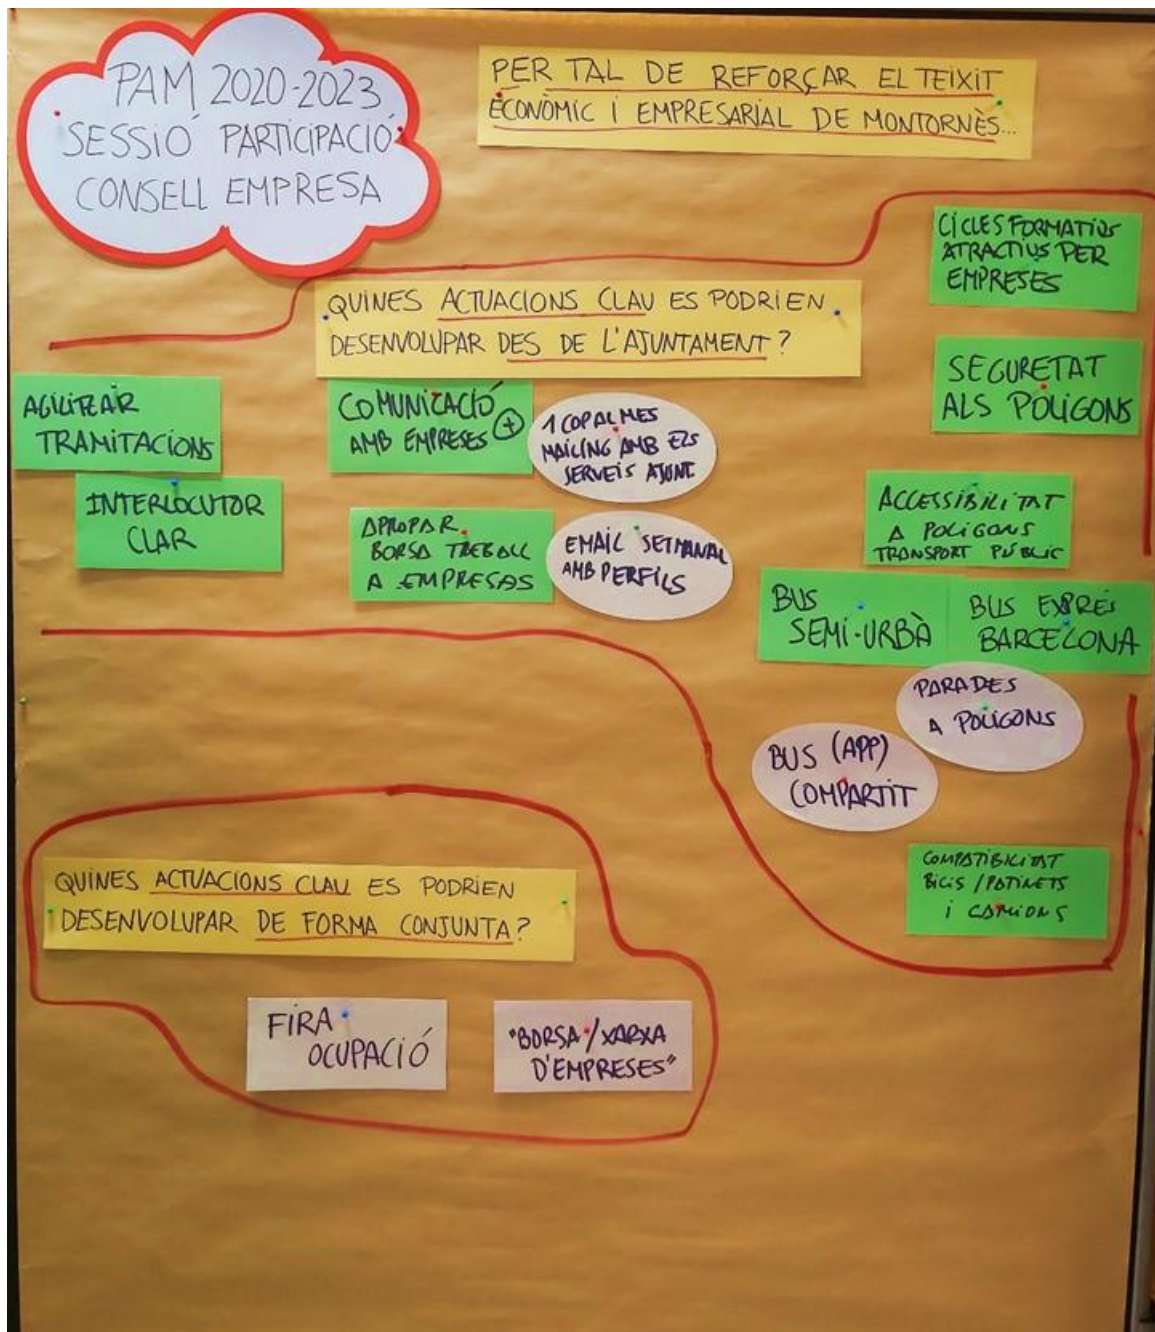 PAM 2020-2023
SESSIÓ PARTICIPACIÓ
CONSELL EMPRESA
PER TAL DE REFORÇAR EL TEIXIT
ECONÒMIC I EMPRESARIAL DE MONTORNÈS...
QUINES ACTUACIONS CLAU ES PODRIEN
DESENVOLUPAR DES DE L'AJUNTAMENT?
AGILITZAR
TRAMITACIONS
INTERLOCUTOR
CLAR
COMUNICACIÓ
AMB EMPRESES +
1 COP AL MES
MAILING AMB ELS
SERVEIS AJUNT.
APROPAR
BORSA TREBALL
A EMPRESAS
EMAIL SETMANAL
AMB PERFILS
CICLES FORMATIUS
ATRACTIUS PER
EMPRESES
SEGURETAT
ALS POLÍGONS
ACCESSIBILITAT
A POLIGONS
TRANSPORT PÚBLIC
BUS
SEMI-URBÀ
BUS EXPRÉS
BARCELONA
PARADES
A POLIGONS
BUS (APP)
COMPARTIT
COMPATIBILITAT
BICIS / PATINETS
I CAMIONS
QUINES ACTUACIONS CLAU ES PODRIEN
DESENVOLUPAR DE FORMA CONJUNTA?
FIRA
OCUPACIÓ
"BORSA / XARXA
D'EMPRESES"